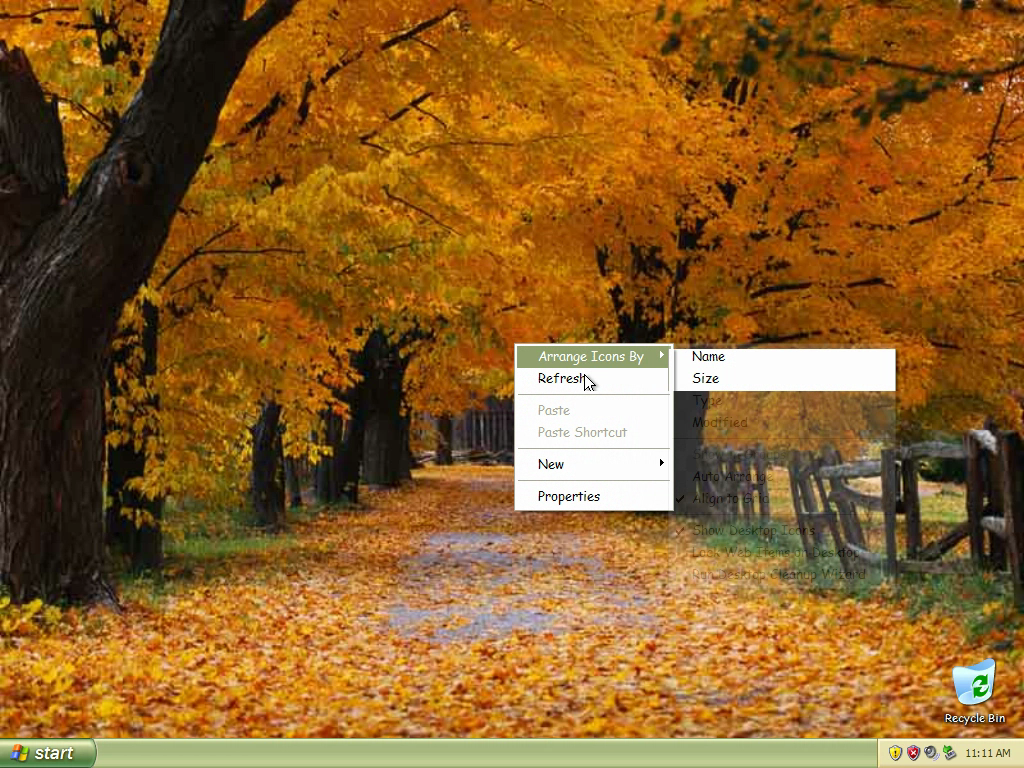 Arrange Icons By
Refresh
Paste
Paste Shortcut
New
Properties
Name
Size
Type
Modified
Auto Arrange
Align to Grid
Show Desktop Icons
Lock Web Items on Desktop
Run Desktop Cleanup Wizard
Recycle Bin
start
11:11 AM